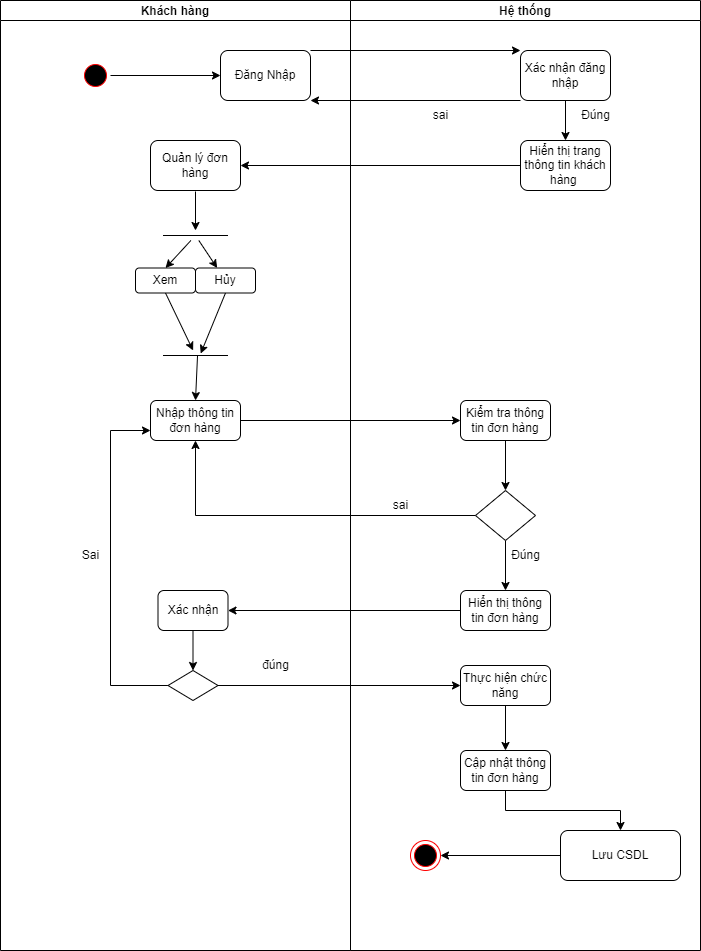 Khách hàng
Hệ thống
Đăng Nhập
Xác nhận đăng
nhập
sai
Đúng
Quản lý đơn
hàng
Hiển thị trang
thông tin khách
hàng
Xem
Hủy
Nhập thông tin
đơn hàng
Kiểm tra thông
tin đơn hàng
sai
Sai
Đúng
Xác nhận
Hiển thị thông
tin đơn hàng
đúng
Thực hiện chức
năng
Cập nhật thông
tin đơn hàng
Lưu CSDL